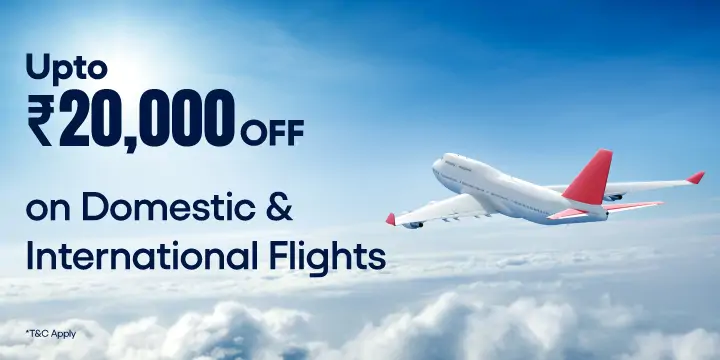 Upto
₹20,000 OFF
on Domestic &
International Flights
*T&C Apply